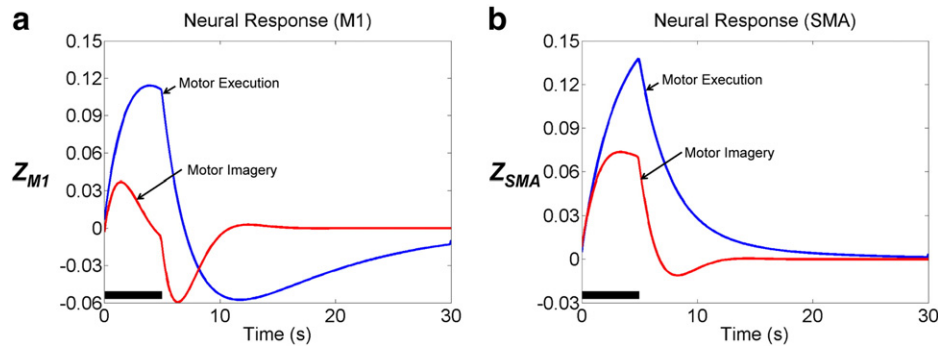 a
Neural Response (M1)
0.15
0.12
0.09
0.06
0.03
0
-0.03
-0.06
Z_M1
Motor Execution
Motor Imagery
0
10
20
30
Time (s)
b
Neural Response (SMA)
0.15
0.12
0.09
0.06
0.03
0
-0.03
Z_SMA
Motor Execution
Motor Imagery
0
10
20
30
Time (s)